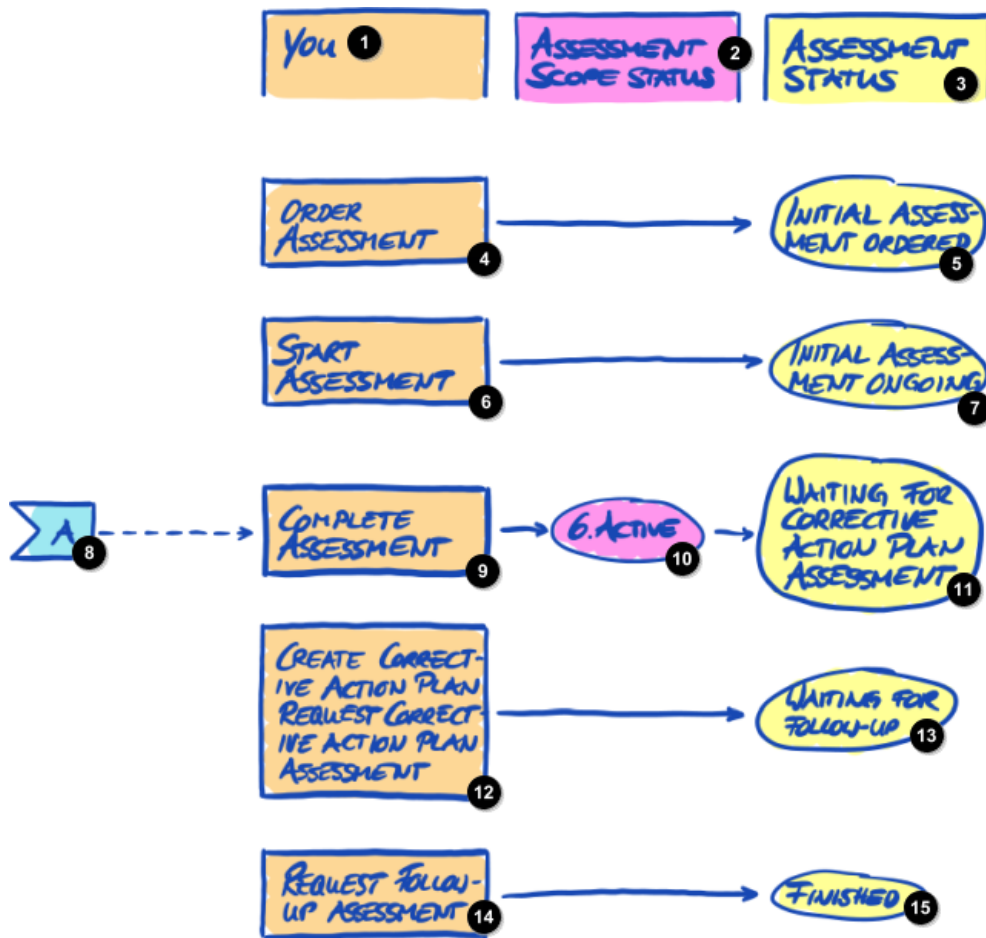 You 1
ASSESSMENT
SCOPE STATUS 2
ASSESSMENT
STATUS 3
ORDER
ASSESSMENT 4
INITIAL ASSESS-
MENT ORDERED 5
START
ASSESSMENT 6
INITIAL ASSESS-
MENT ONGOING 7
A 8
COMPLETE
ASSESSMENT 9
6. ACTIVE 10
WAITING FOR
CORRECTIVE
ACTION PLAN
ASSESSMENT 11
CREATE CORRECT-
IVE ACTION PLAN
REQUEST CORRECT-
IVE ACTION PLAN
ASSESSMENT 12
WAITING FOR
FOLLOW-UP 13
REQUEST FOLLOW-
UP ASSESSMENT 14
FINISHED 15